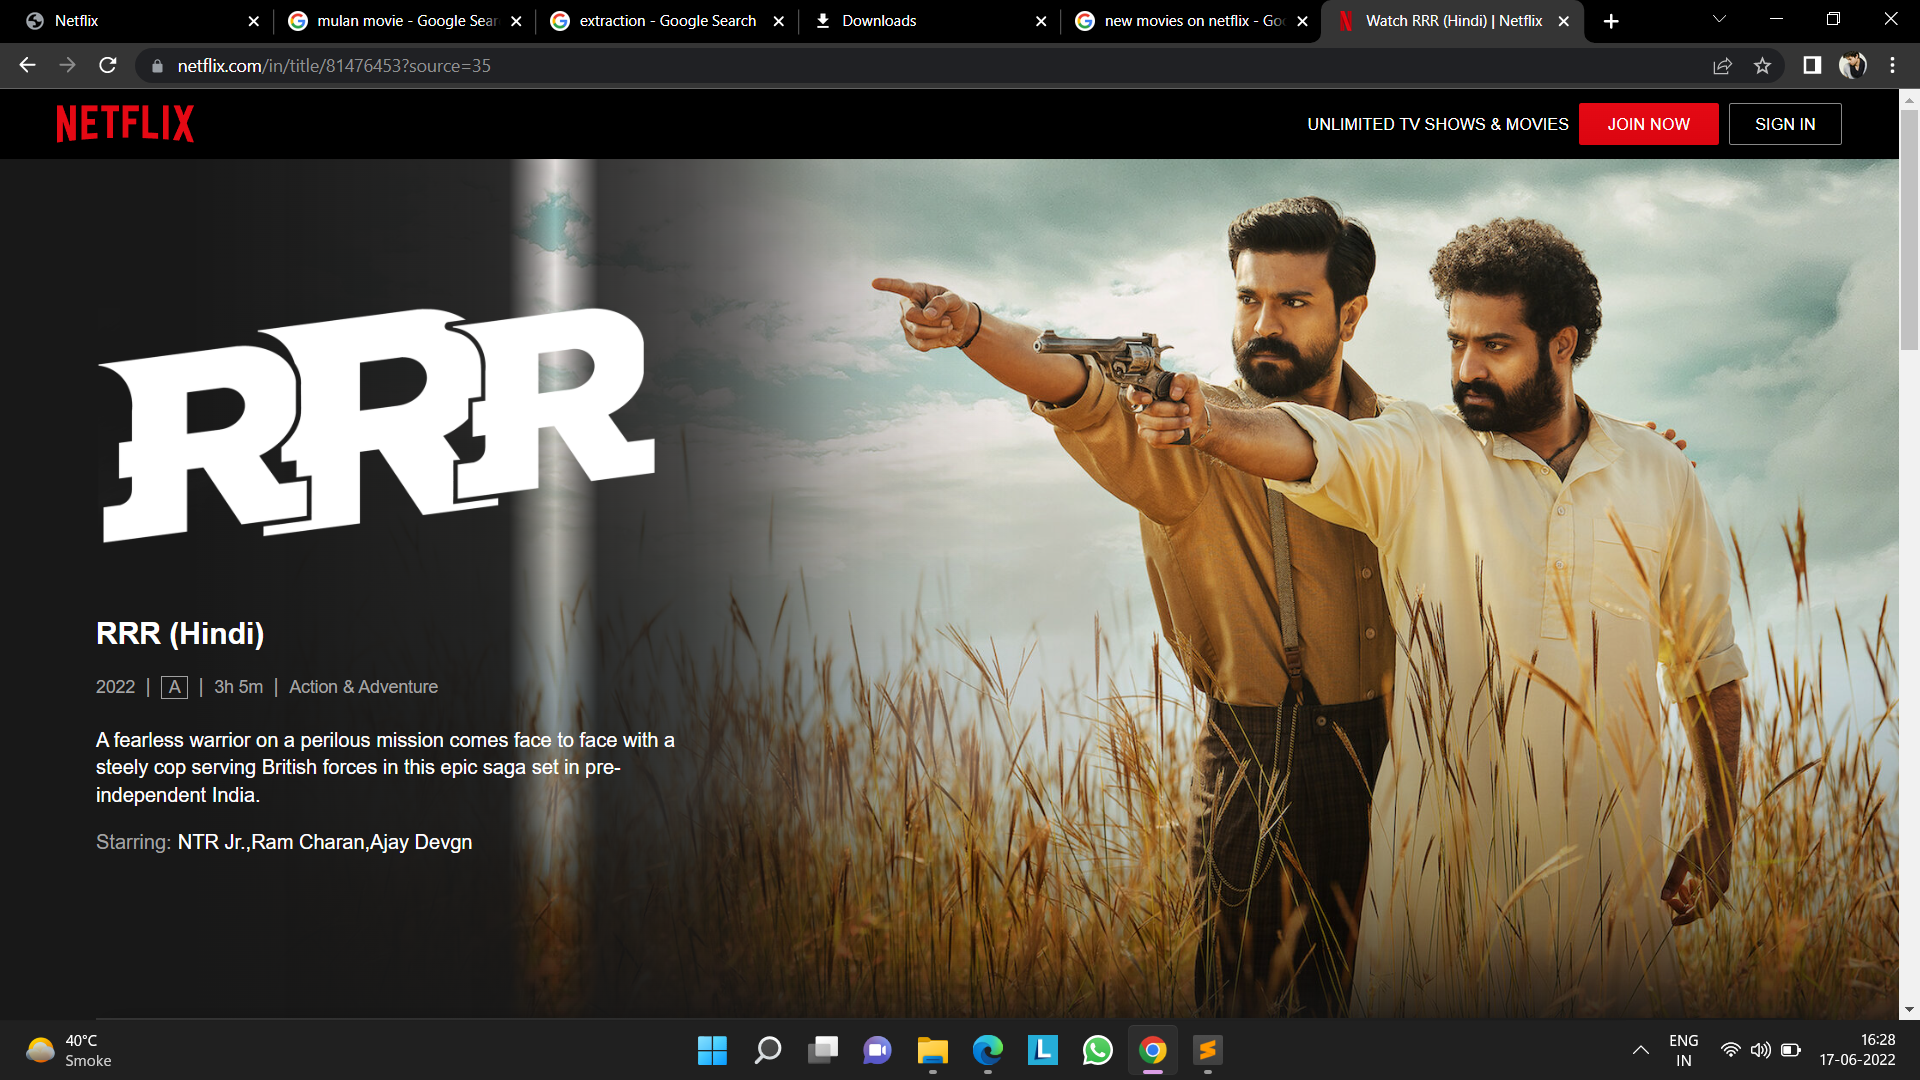 Netflix
mulan movie - Google Sear
extraction - Google Search
Downloads
new movies on netflix - Goo
Watch RRR (Hindi) | Netflix
netflix.com/in/title/81476453?source=35
NETFLIX
UNLIMITED TV SHOWS & MOVIES
JOIN NOW
SIGN IN
RRR
RRR (Hindi)
2022 | A | 3h 5m | Action & Adventure
A fearless warrior on a perilous mission comes face to face with a
steely cop serving British forces in this epic saga set in pre-
independent India.
Starring: NTR Jr.,Ram Charan,Ajay Devgn
40°C
Smoke
L
ENG
IN
16:28
17-06-2022